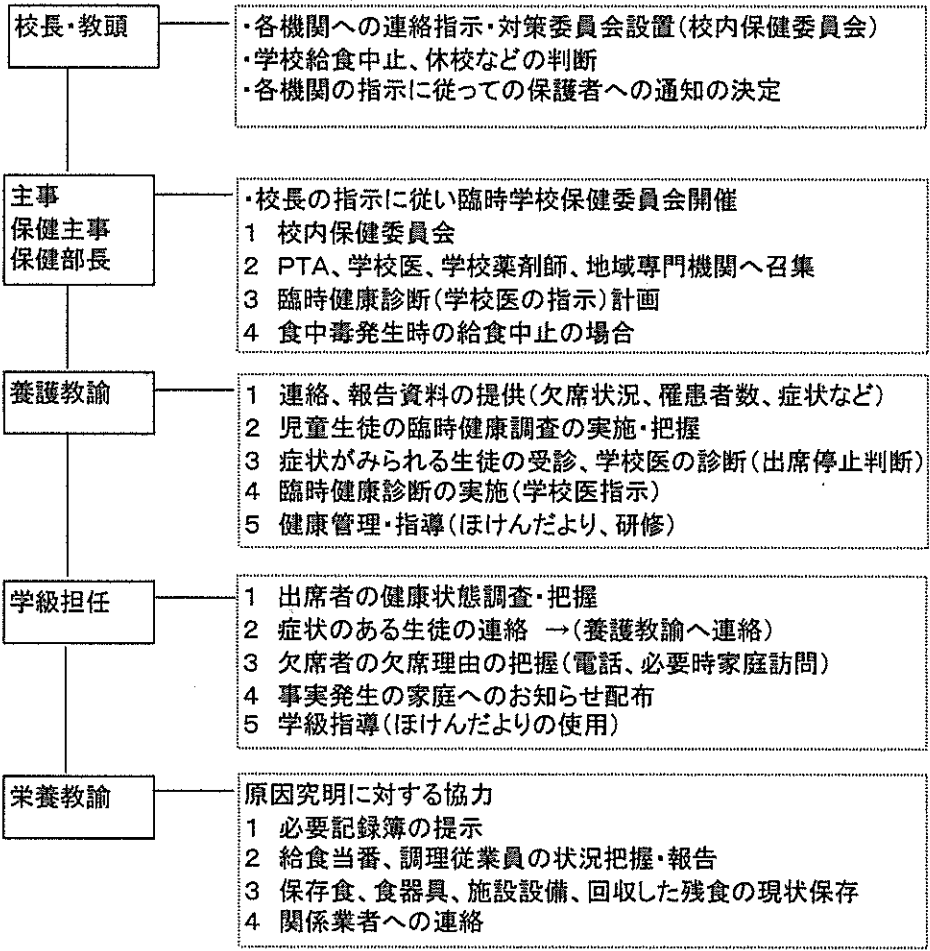 校長・教頭
・各機関への連絡指示・対策委員会設置(校内保健委員会)
・学校給食中止、休校などの判断
・各機関の指示に従っての保護者への通知の決定
主事
保健主事
保健部長
・校長の指示に従い臨時学校保健委員会開催
1 校内保健委員会
2 PTA、学校医、学校薬剤師、地域専門機関へ召集
3 臨時健康診断(学校医の指示)計画
4 食中毒発生時の給食中止の場合
養護教諭
1 連絡、報告資料の提供(欠席状況、罹患者数、症状など)
2 児童生徒の臨時健康調査の実施・把握
3 症状がみられる生徒の受診、学校医の診断(出席停止判断)
4 臨時健康診断の実施(学校医指示)
5 健康管理・指導(ほけんだより、研修)
学級担任
1 出席者の健康状態調査・把握
2 症状のある生徒の連絡 →(養護教諭へ連絡)
3 欠席者の欠席理由の把握(電話、必要時家庭訪問)
4 事実発生の家庭へのお知らせ配布
5 学級指導(ほけんだよりの使用)
栄養教諭
原因究明に対する協力
1 必要記録簿の提示
2 給食当番、調理従業員の状況把握・報告
3 保存食、食器具、施設設備、回収した残食の現状保存
4 関係業者への連絡